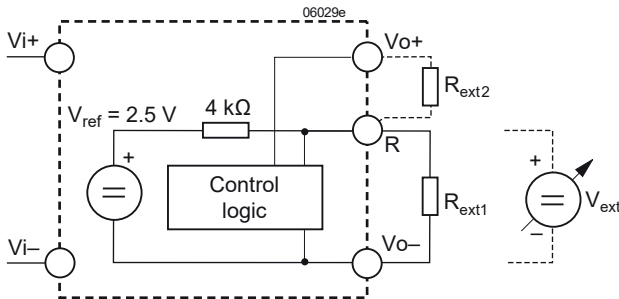 06029e
Vi+
Vo+
Rext2
Vref = 2.5 V
4 kΩ
R
+
Control
logic
Rext1
+
Vext
–
Vi–
Vo–